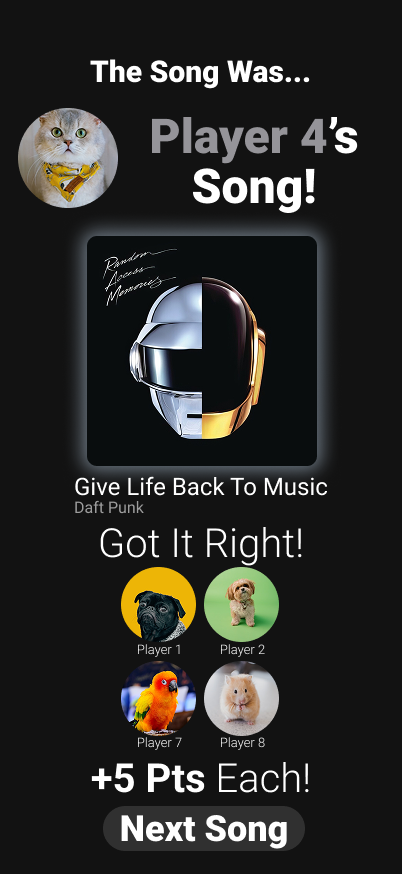 The Song Was...
Player 4's
Song!
Random
Access
Memories
Give Life Back To Music
Daft Punk
Got It Right!
Player 1
Player 2
Player 7
Player 8
+5 Pts Each!
Next Song